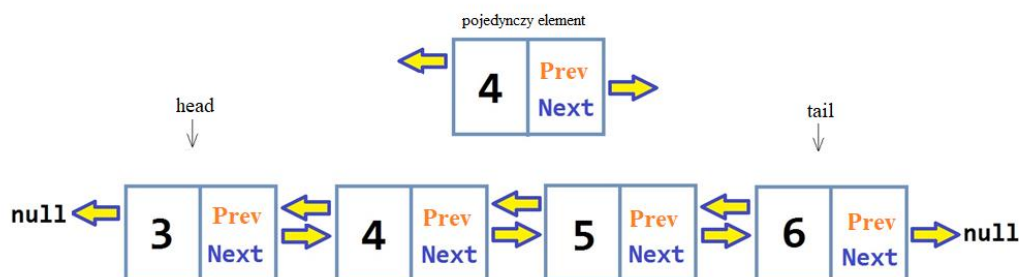 pojedynczy element
4 Prev
Next
head
tail
null 3 Prev
Next 4 Prev
Next 5 Prev
Next 6 Prev
Next null